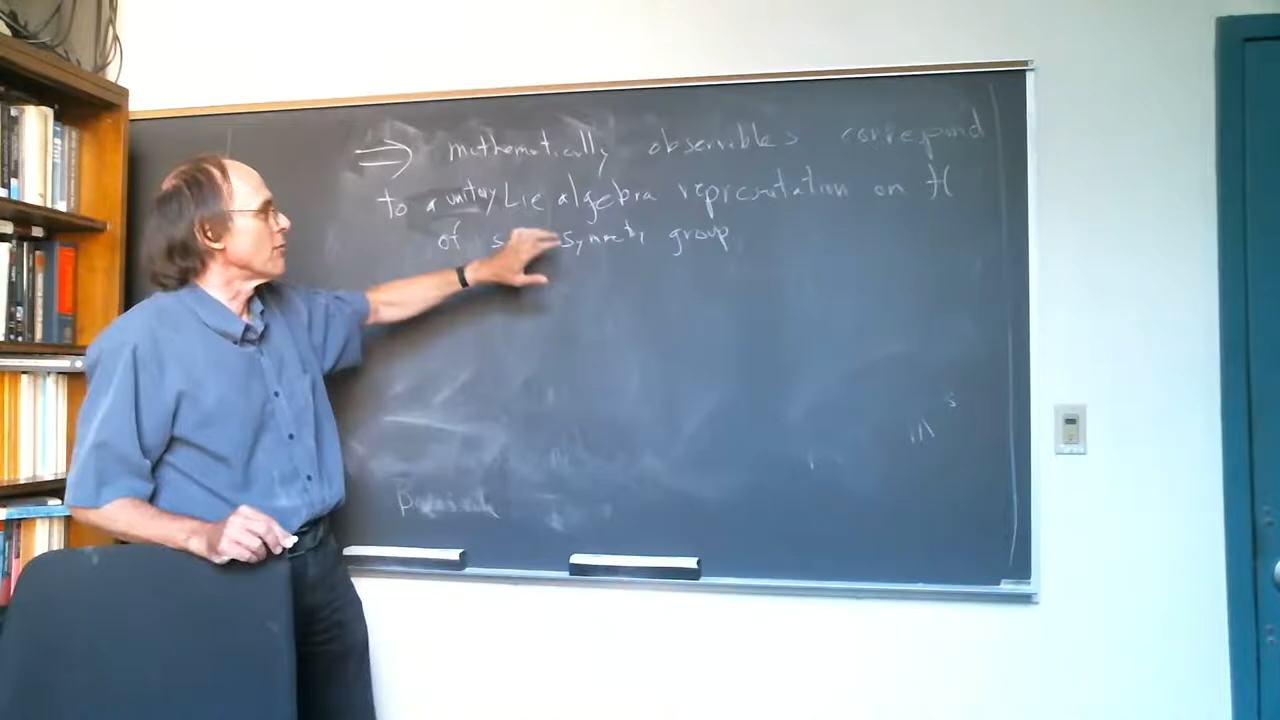 ⇒ mathematically observables correspond
to a unitary Lie algebra representation on H
of symmetry group